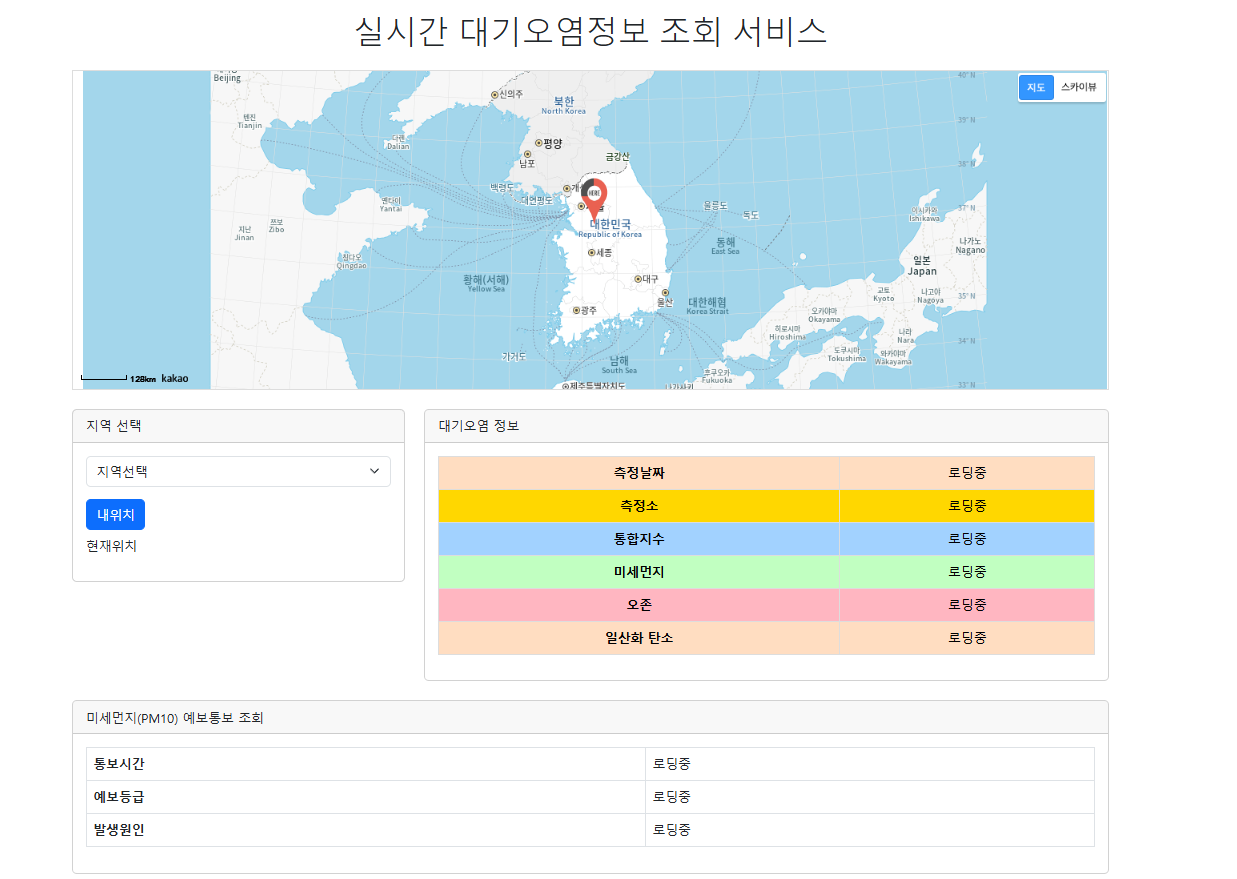 실시간 대기오염정보 조회 서비스
Beijing
40° N
지도 스카이뷰
신의주
북한
North Korea
톈진
Tianjin
39° N
다롄
Dalian
평양
남포
금강산
38° N
백령도
대연평도
옌타이
Yantai
HERE
울릉도
독도
37° N
이시카와
Ishikawa
쯔보
Zibo
지난
Jinan
대한민국
Republic of Korea
동해
East Sea
나가노
Nagano
칭다오
Qingdao
세종
일본
Japan
황해(서해)
Yellow Sea
대구
울산
교토
Kyoto
나고야
Nagoya
35° N
대한해협
Korea Strait
광주
오카야마
Okayama
히로시마
Hiroshima
나라
Nara
34° N
가거도
남해
South Sea
도쿠시마
Tokushima
와카야마
Wakayama
후쿠오카
Fukuoka
128km kakao
제주특별자치도
나가사키
33° N
지역 선택
지역선택
내위치
현재위치
대기오염 정보
측정날짜 로딩중
측정소 로딩중
통합지수 로딩중
미세먼지 로딩중
오존 로딩중
일산화 탄소 로딩중
미세먼지(PM10) 예보통보 조회
통보시간 로딩중
예보등급 로딩중
발생원인 로딩중